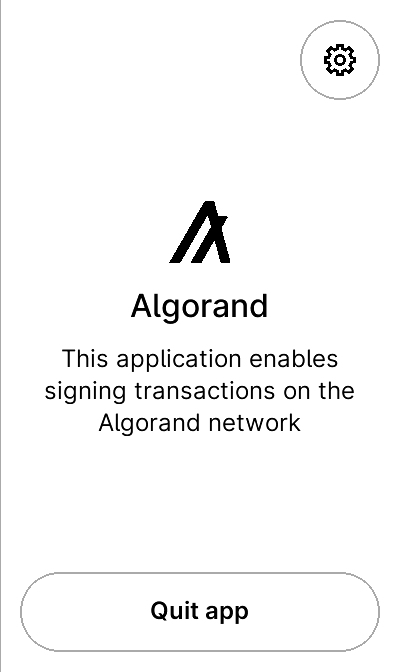 Algorand
This application enables
signing transactions on the
Algorand network
Quit app